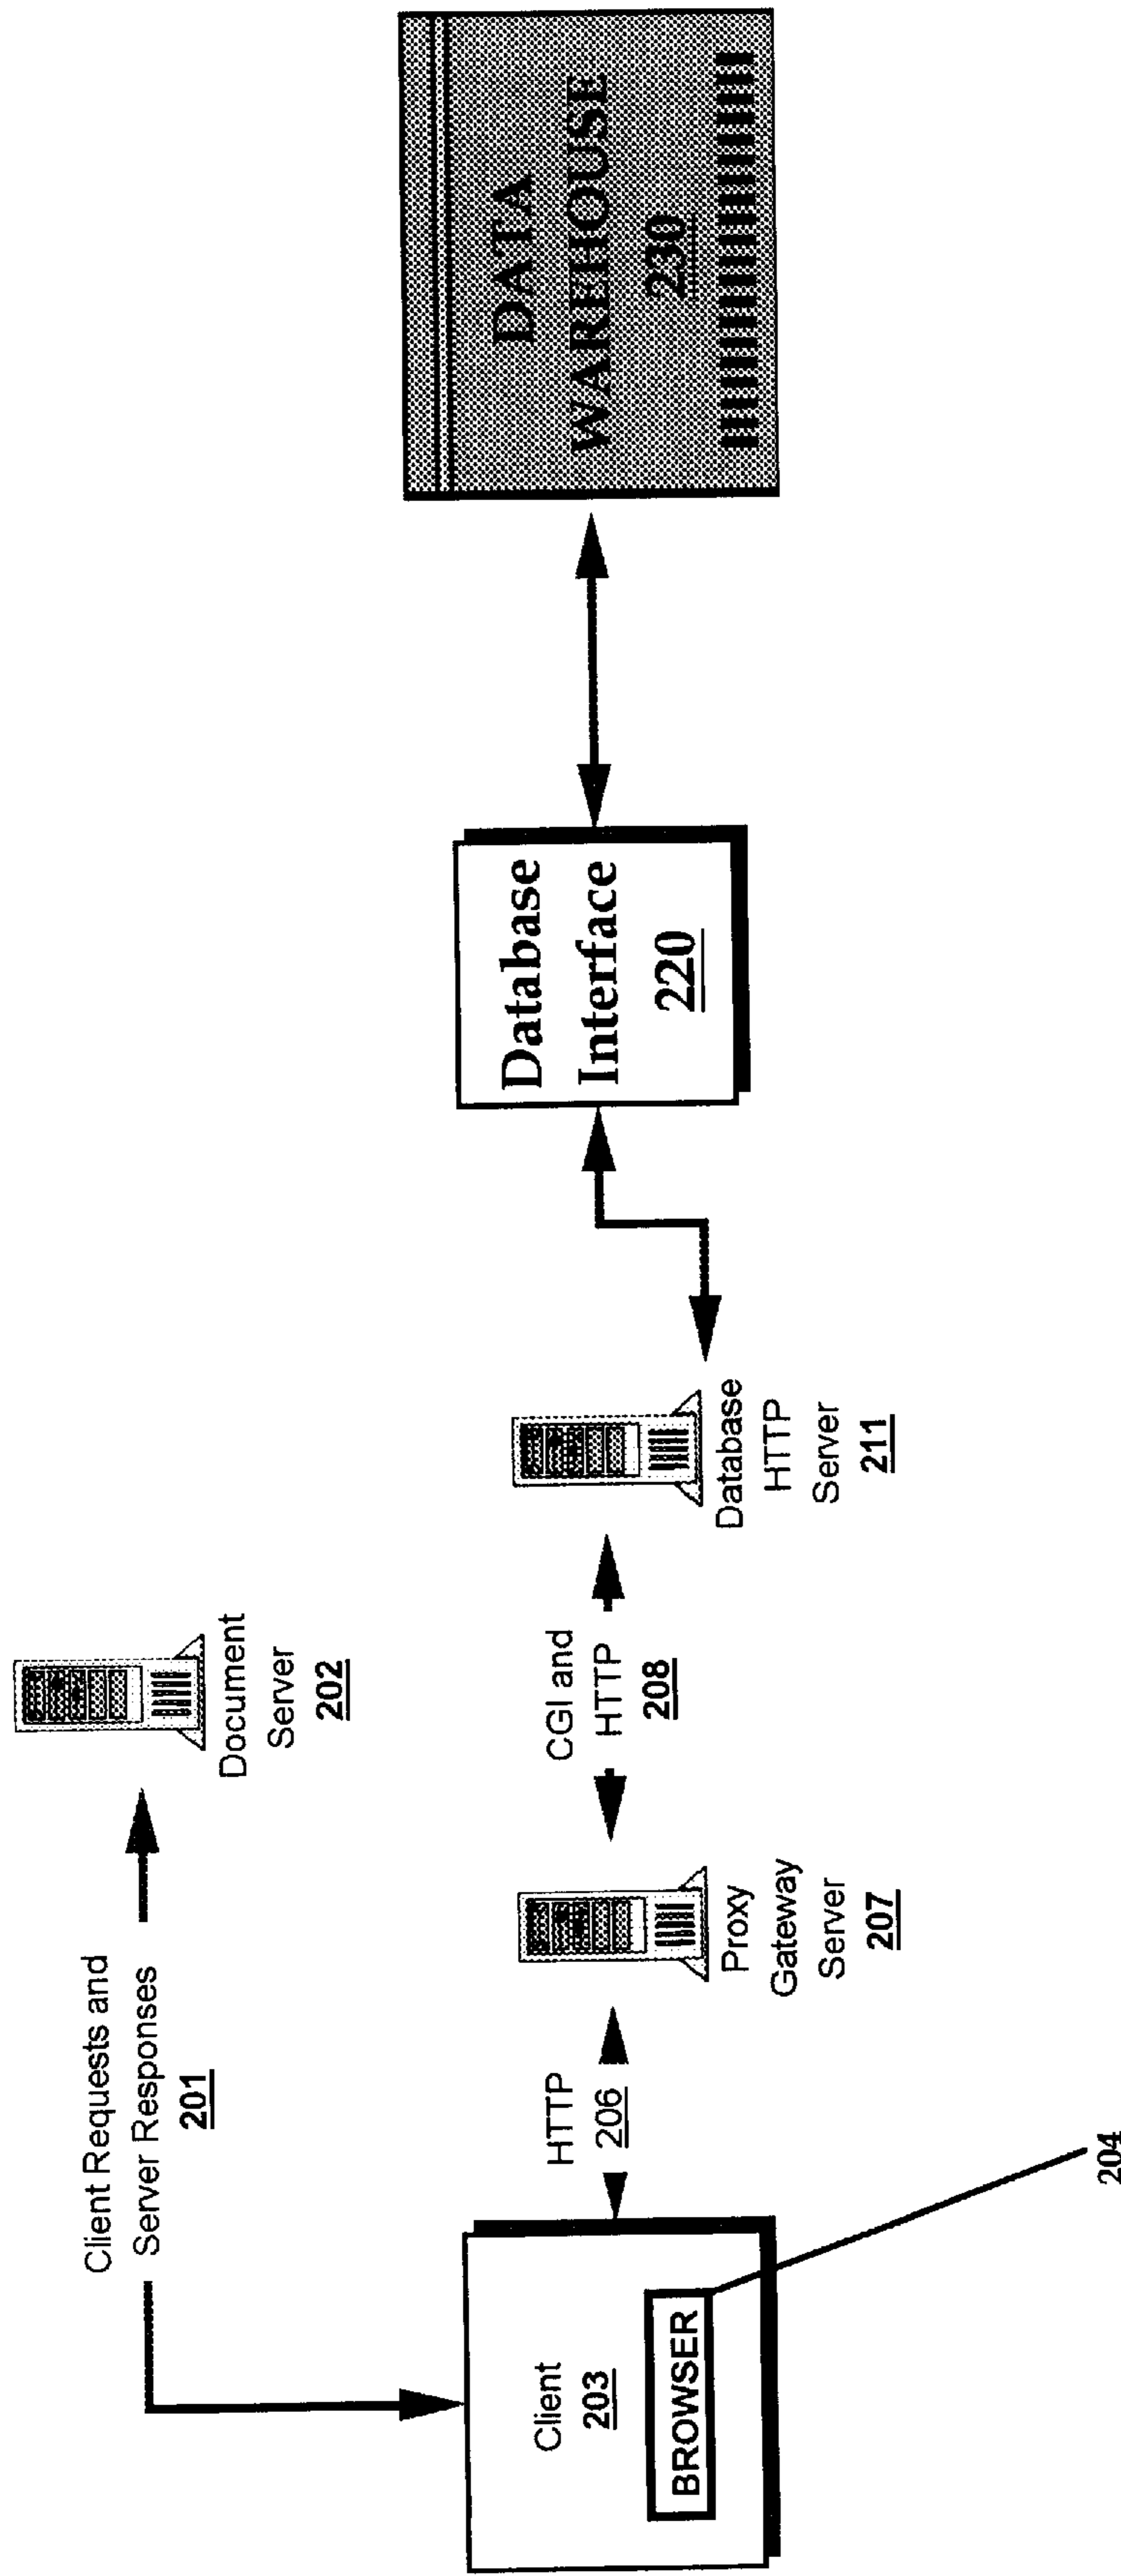 Client Requests and
Server Responses
201
Document
Server
202
Client
203
BROWSER
204
HTTP
206
Proxy
Gateway
Server
207
CGI and
HTTP
208
Database
HTTP
Server
211
Database
Interface
220
DATA
WAREHOUSE
230